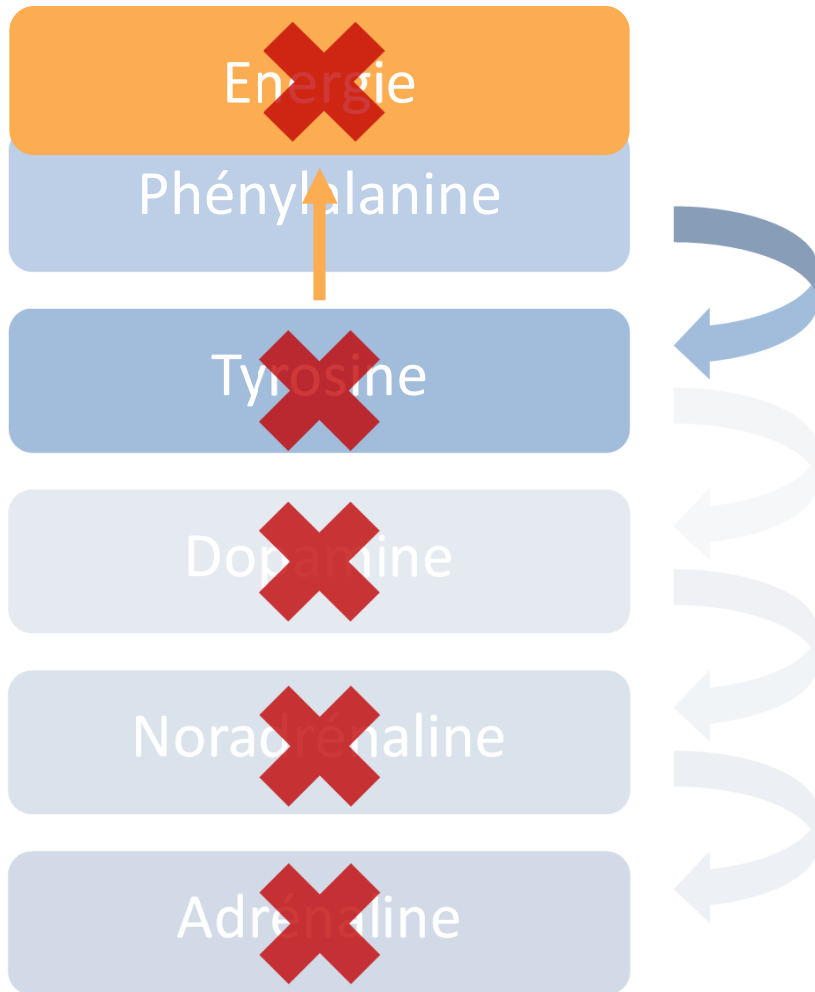 Energie
Phénylalanine
Tyrosine
Dopamine
Noradrénaline
Adrénaline